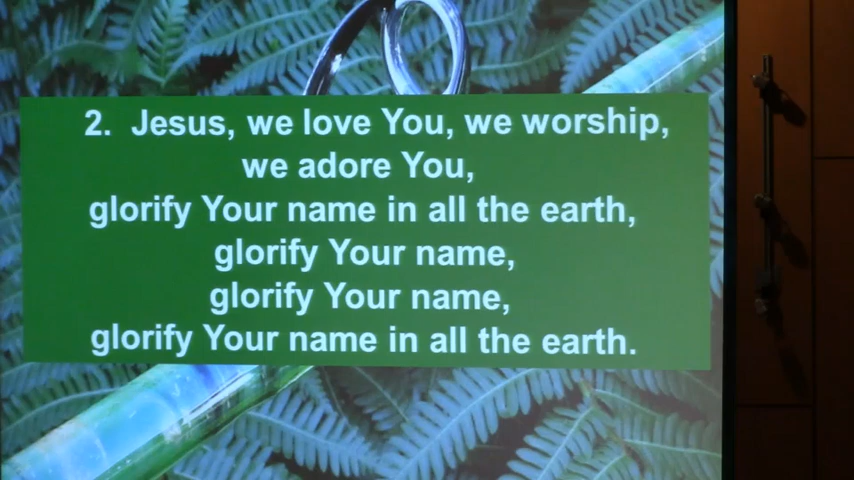 2. Jesus, we love You, we worship,
we adore You,
glorify Your name in all the earth,
glorify Your name,
glorify Your name,
glorify Your name in all the earth.